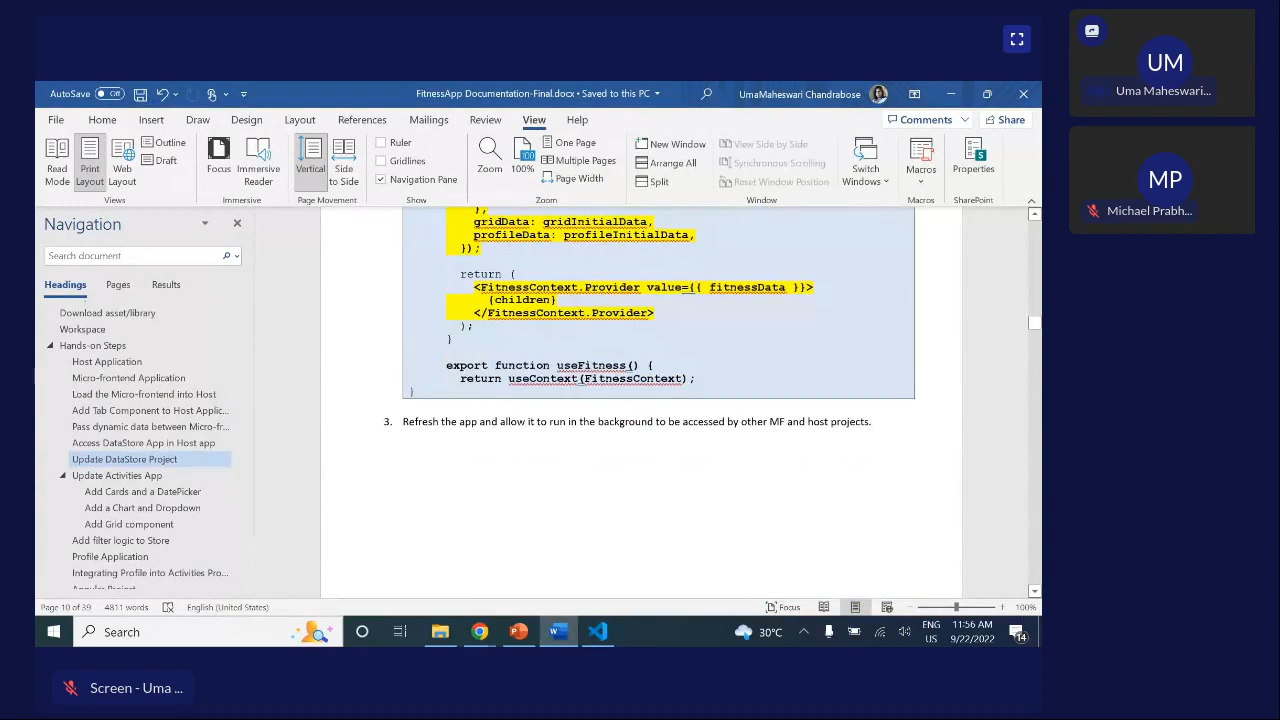 UM
Uma Maheswari...
MP
Michael Prabh...
AutoSave Off
FitnessApp Documentation-Final.docx • Saved to this PC
UmaMaheswari Chandrabose
File Home Insert Draw Design Layout References Mailings Review View Help
Comments Share
Read Mode
Print Layout
Web Layout
Outline
Draft
Views
Focus
Immersive Reader
Immersive
Vertical
Side to Side
Page Movement
Ruler
Gridlines
Navigation Pane
Show
Zoom
100
100%
One Page
Multiple Pages
Page Width
Zoom
New Window
Arrange All
Split
View Side by Side
Synchronous Scrolling
Reset Window Position
Switch Windows
Window
Macros
Macros
Properties
SharePoint
Navigation
Search document
Headings Pages Results
Download asset/library
Workspace
Hands-on Steps
Host Application
Micro-frontend Application
Load the Micro-frontend into Host
Add Tab Component to Host Applic...
Pass dynamic data between Micro-fr...
Access DataStore App in Host app
Update DataStore Project
Update Activities App
Add Cards and a DatePicker
Add a Chart and Dropdown
Add Grid component
Add filter logic to Store
Profile Application
Integrating Profile into Activities Pro...
Angular Project
},
gridData: gridInitialData,
profileData: profileInitialData,
});
return (
<FitnessContext.Provider value={{ fitnessData }}>
{children}
</FitnessContext.Provider>
);
}
export function useFitness() {
return useContext(FitnessContext);
}
3. Refresh the app and allow it to run in the background to be accessed by other MF and host projects.
Page 10 of 39 4811 words English (United States)
Focus
100%
Search
30°C
ENG
US
11:56 AM
9/22/2022
14
Screen - Uma ...